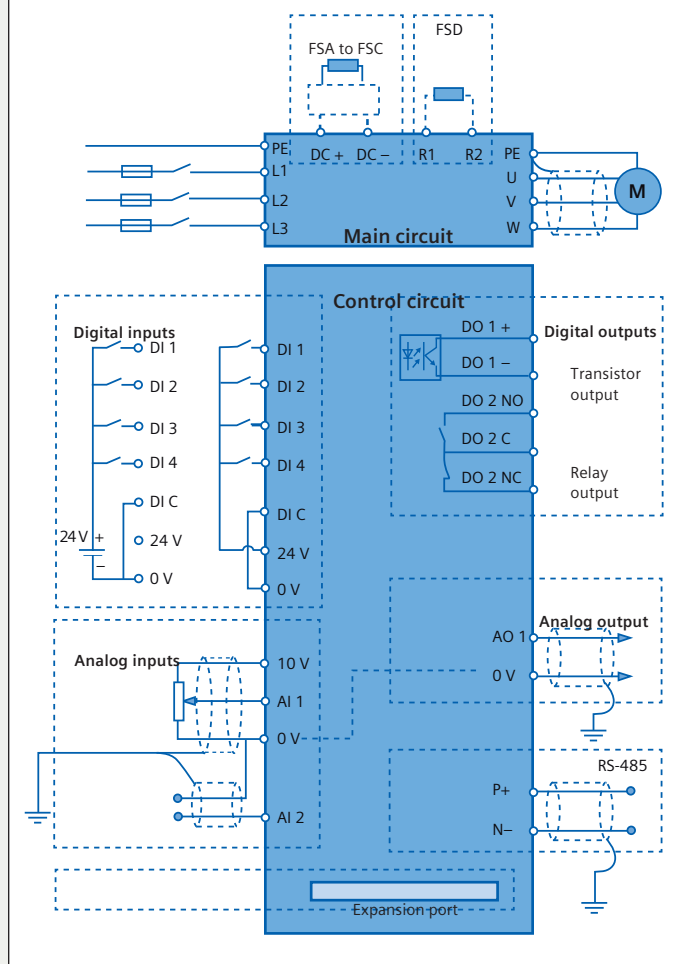 FSD
FSA to FSC
PE
DC +
DC –
R1
R2
PE
L1
U
M
L2
V
L3
W
Main circuit
Control circuit
Digital inputs
DO 1 +
Digital outputs
DI 1
DI 1
DO 1 –
Transistor
output
DI 2
DI 2
DO 2 NO
DI 3
DI 3
DO 2 C
DI 4
DI 4
DO 2 NC
Relay
output
DI C
DI C
24 V
+
–
24 V
24 V
0 V
0 V
Analog output
AO 1
Analog inputs
10 V
0 V
AI 1
0 V
RS-485
P+
AI 2
N–
Expansion port